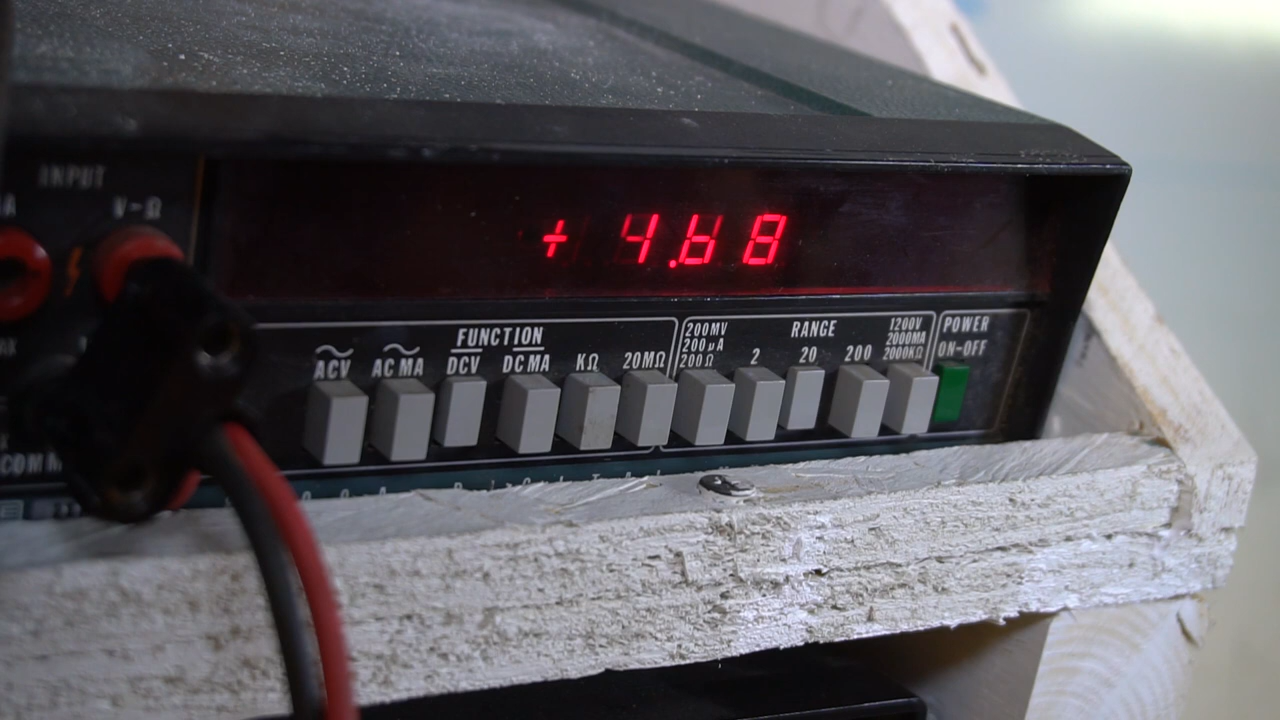 INPUT
A
V-Ω
+ 4.68
FUNCTION
ACV
AC MA
DCV
DC MA
KΩ
20MΩ
200MV
200μA
200Ω
2
RANGE
20
200
1200V
2000MA
2000KΩ
POWER
ON-OFF
COM